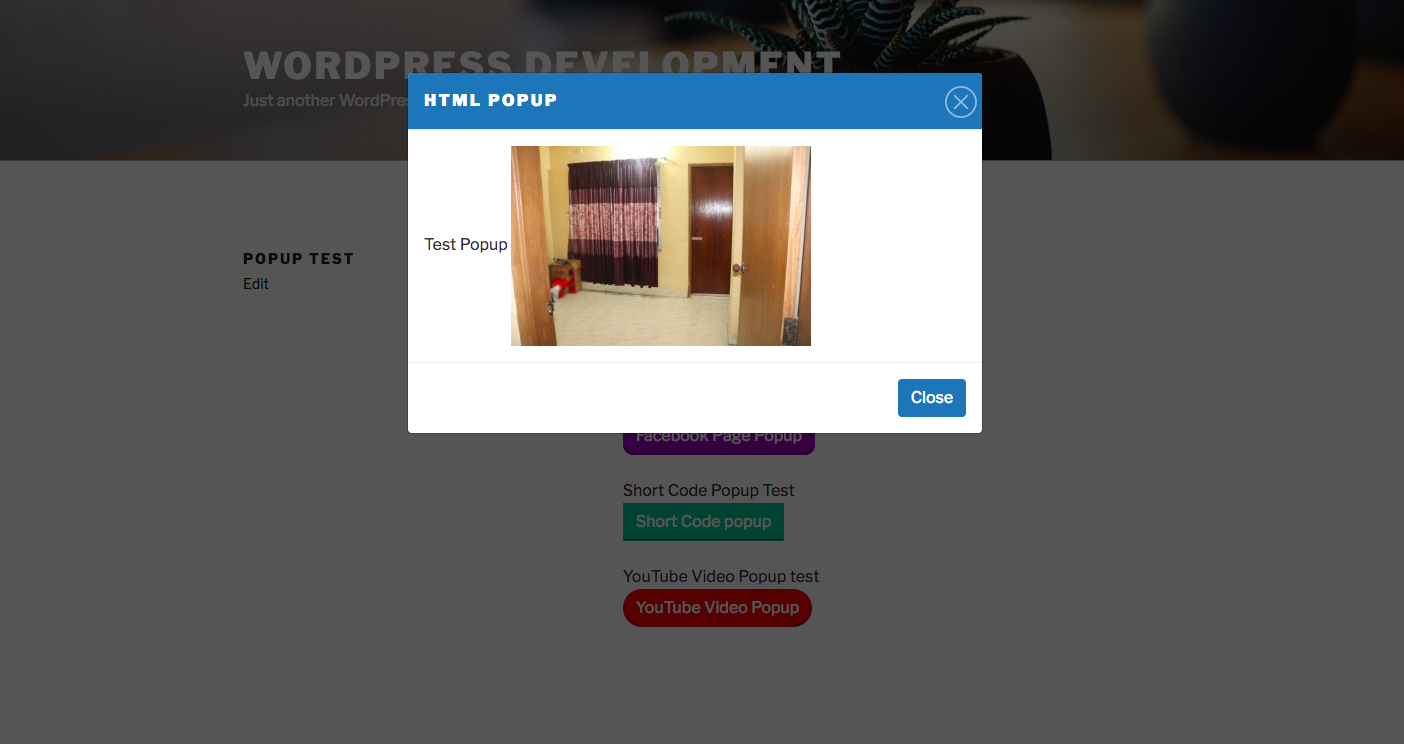 WORDPRESS DEVELOPMENT
Just another WordPres
HTML POPUP
Test Popup
Close
POPUP TEST
Edit
Facebook Page Popup
Short Code Popup Test
Short Code popup
YouTube Video Popup test
YouTube Video Popup